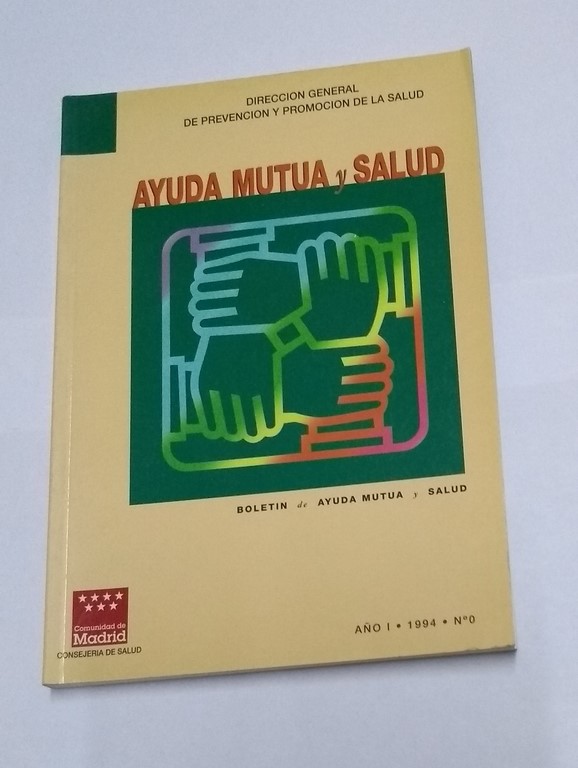 DIRECCION GENERAL
DE PREVENCION Y PROMOCION DE LA SALUD
AYUDA MUTUA y SALUD
BOLETIN de AYUDA MUTUA y SALUD
Comunidad de
Madrid
CONSEJERIA DE SALUD
AÑO I • 1994 • Nº0